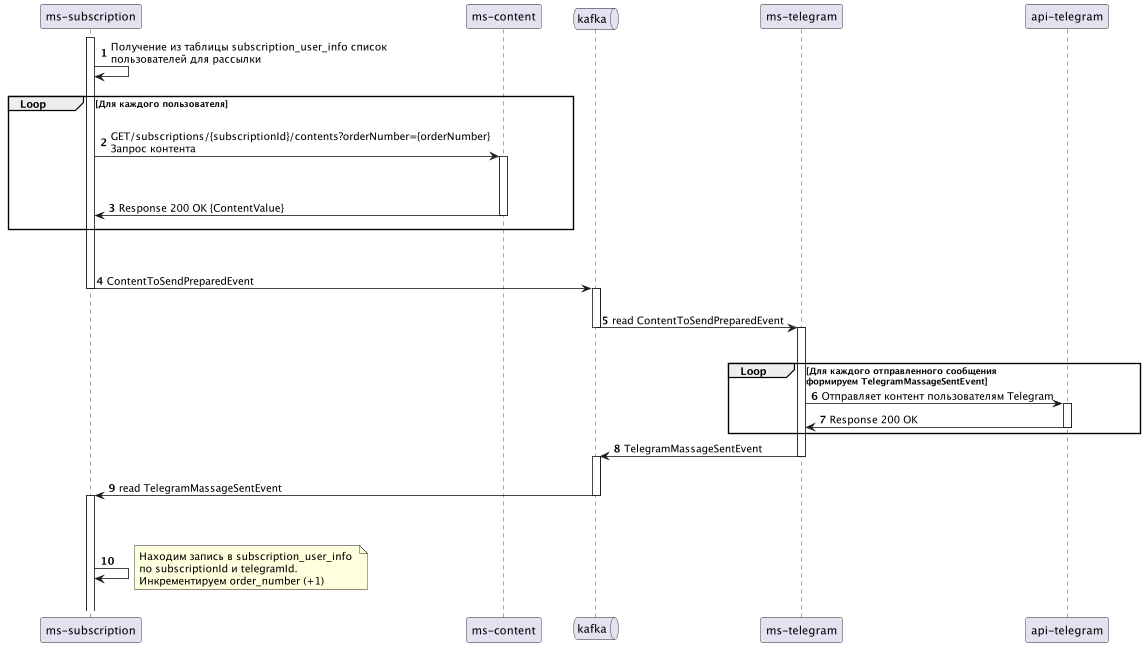 ms-subscription
ms-content
kafka
ms-telegram
api-telegram
1 Получение из таблицы subscription_user_info список
пользователей для рассылки
Loop [Для каждого пользователя]
2 GET/subscriptions/{subscriptionId}/contents?orderNumber={orderNumber}
Запрос контента
3 Response 200 OK {ContentValue}
4 ContentToSendPreparedEvent
5 read ContentToSendPreparedEvent
Loop [Для каждого отправленного сообщения
формируем TelegramMassageSentEvent]
6 Отправляет контент пользователям Telegram
7 Response 200 OK
8 TelegramMassageSentEvent
9 read TelegramMassageSentEvent
10
Находим запись в subscription_user_info
по subscriptionId и telegramId.
Инкрементируем order_number (+1)
ms-subscription
ms-content
kafka
ms-telegram
api-telegram